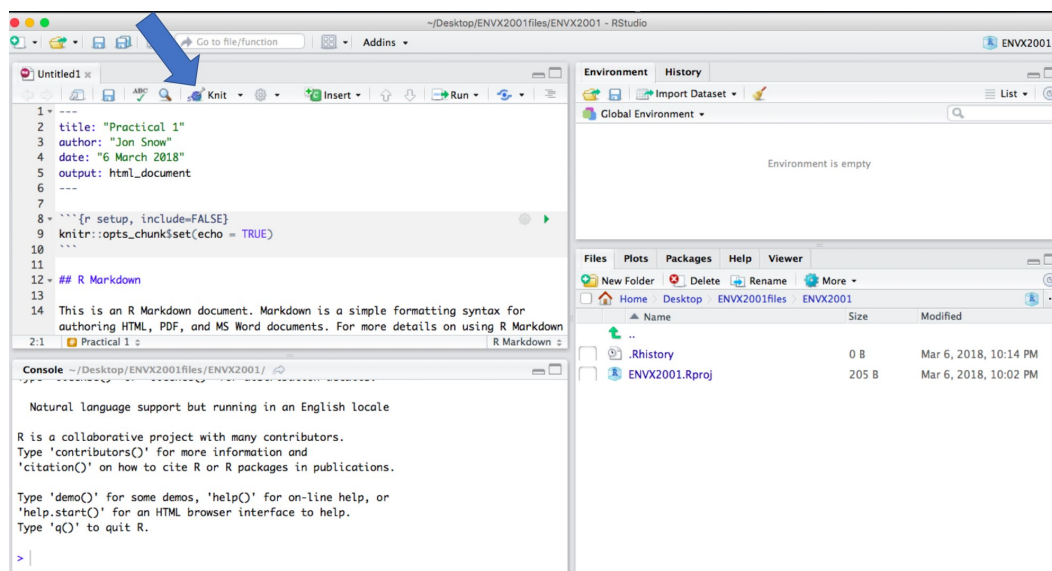 ~/Desktop/ENVX2001files/ENVX2001 - RStudio
Go to file/function
Addins
ENVX2001
Untitled1
ABC
Knit
Insert
Run
1 ---
2 title: "Practical 1"
3 author: "Jon Snow"
4 date: "6 March 2018"
5 output: html_document
6 ---
7
8 ```{r setup, include=FALSE}
9 knitr::opts_chunk$set(echo = TRUE)
10 ```
11
12 ## R Markdown
13
14 This is an R Markdown document. Markdown is a simple formatting syntax for
authoring HTML, PDF, and MS Word documents. For more details on using R Markdown
2:1 Practical 1 R Markdown
Console ~/Desktop/ENVX2001files/ENVX2001/
Natural language support but running in an English locale
R is a collaborative project with many contributors.
Type 'contributors()' for more information and
'citation()' on how to cite R or R packages in publications.
Type 'demo()' for some demos, 'help()' for on-line help, or
'help.start()' for an HTML browser interface to help.
Type 'q()' to quit R.
>
Environment History
Import Dataset
List
Global Environment
Environment is empty
Files Plots Packages Help Viewer
New Folder Delete Rename More
Home Desktop ENVX2001files ENVX2001
Name Size Modified
..
.Rhistory 0 B Mar 6, 2018, 10:14 PM
ENVX2001.Rproj 205 B Mar 6, 2018, 10:02 PM